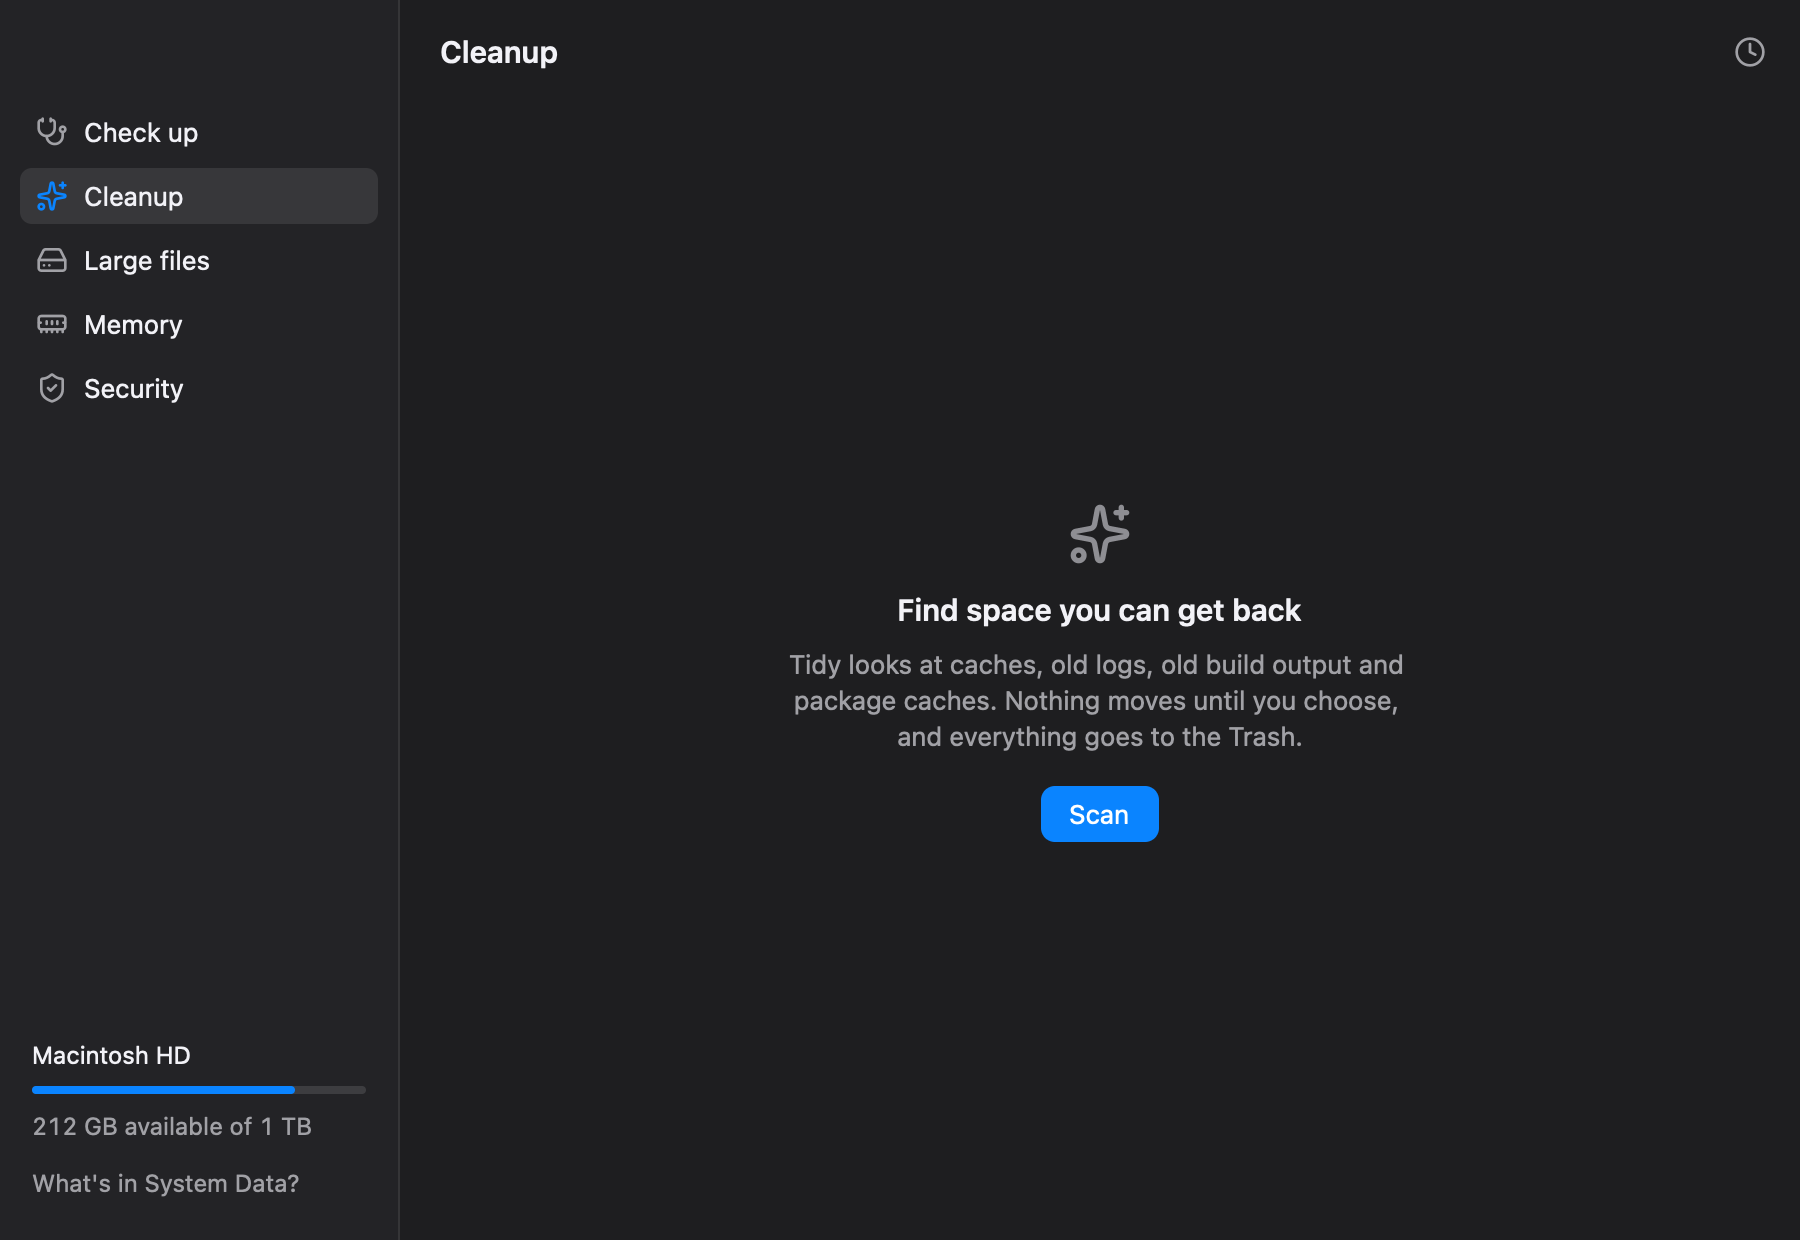 Cleanup
Check up
Cleanup
Large files
Memory
Security
Find space you can get back
Tidy looks at caches, old logs, old build output and
package caches. Nothing moves until you choose,
and everything goes to the Trash.
Scan
Macintosh HD
212 GB available of 1 TB
What's in System Data?